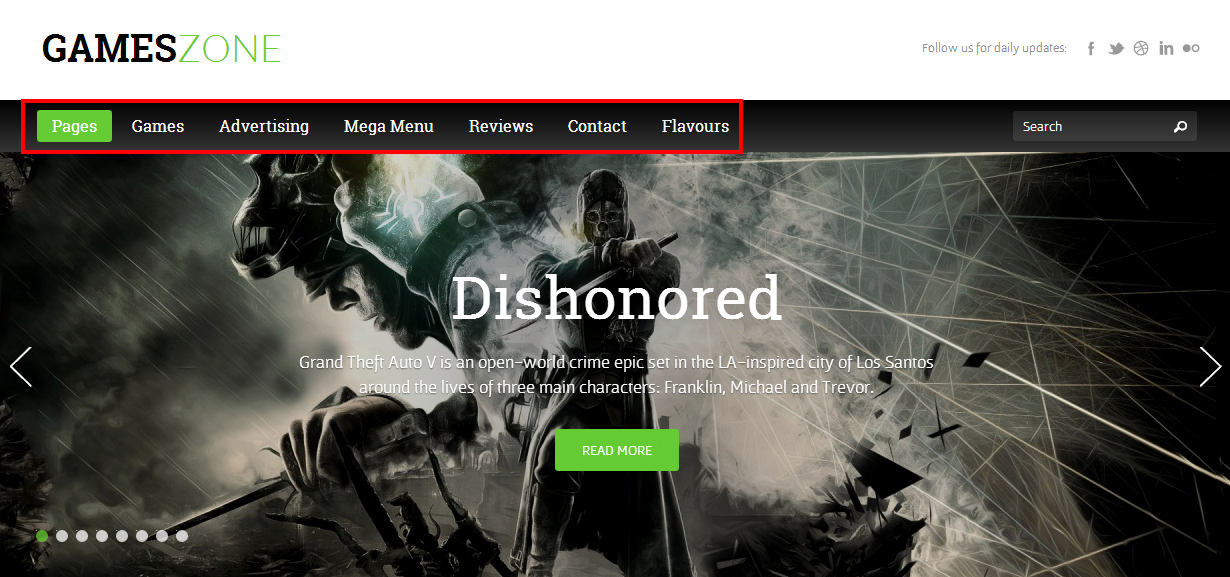 GAMESZONE
Follow us for daily updates:
Pages Games Advertising Mega Menu Reviews Contact Flavours Search
Dishonored
Grand Theft Auto V is an open-world crime epic set in the LA-inspired city of Los Santos
around the lives of three main characters: Franklin, Michael and Trevor.
READ MORE